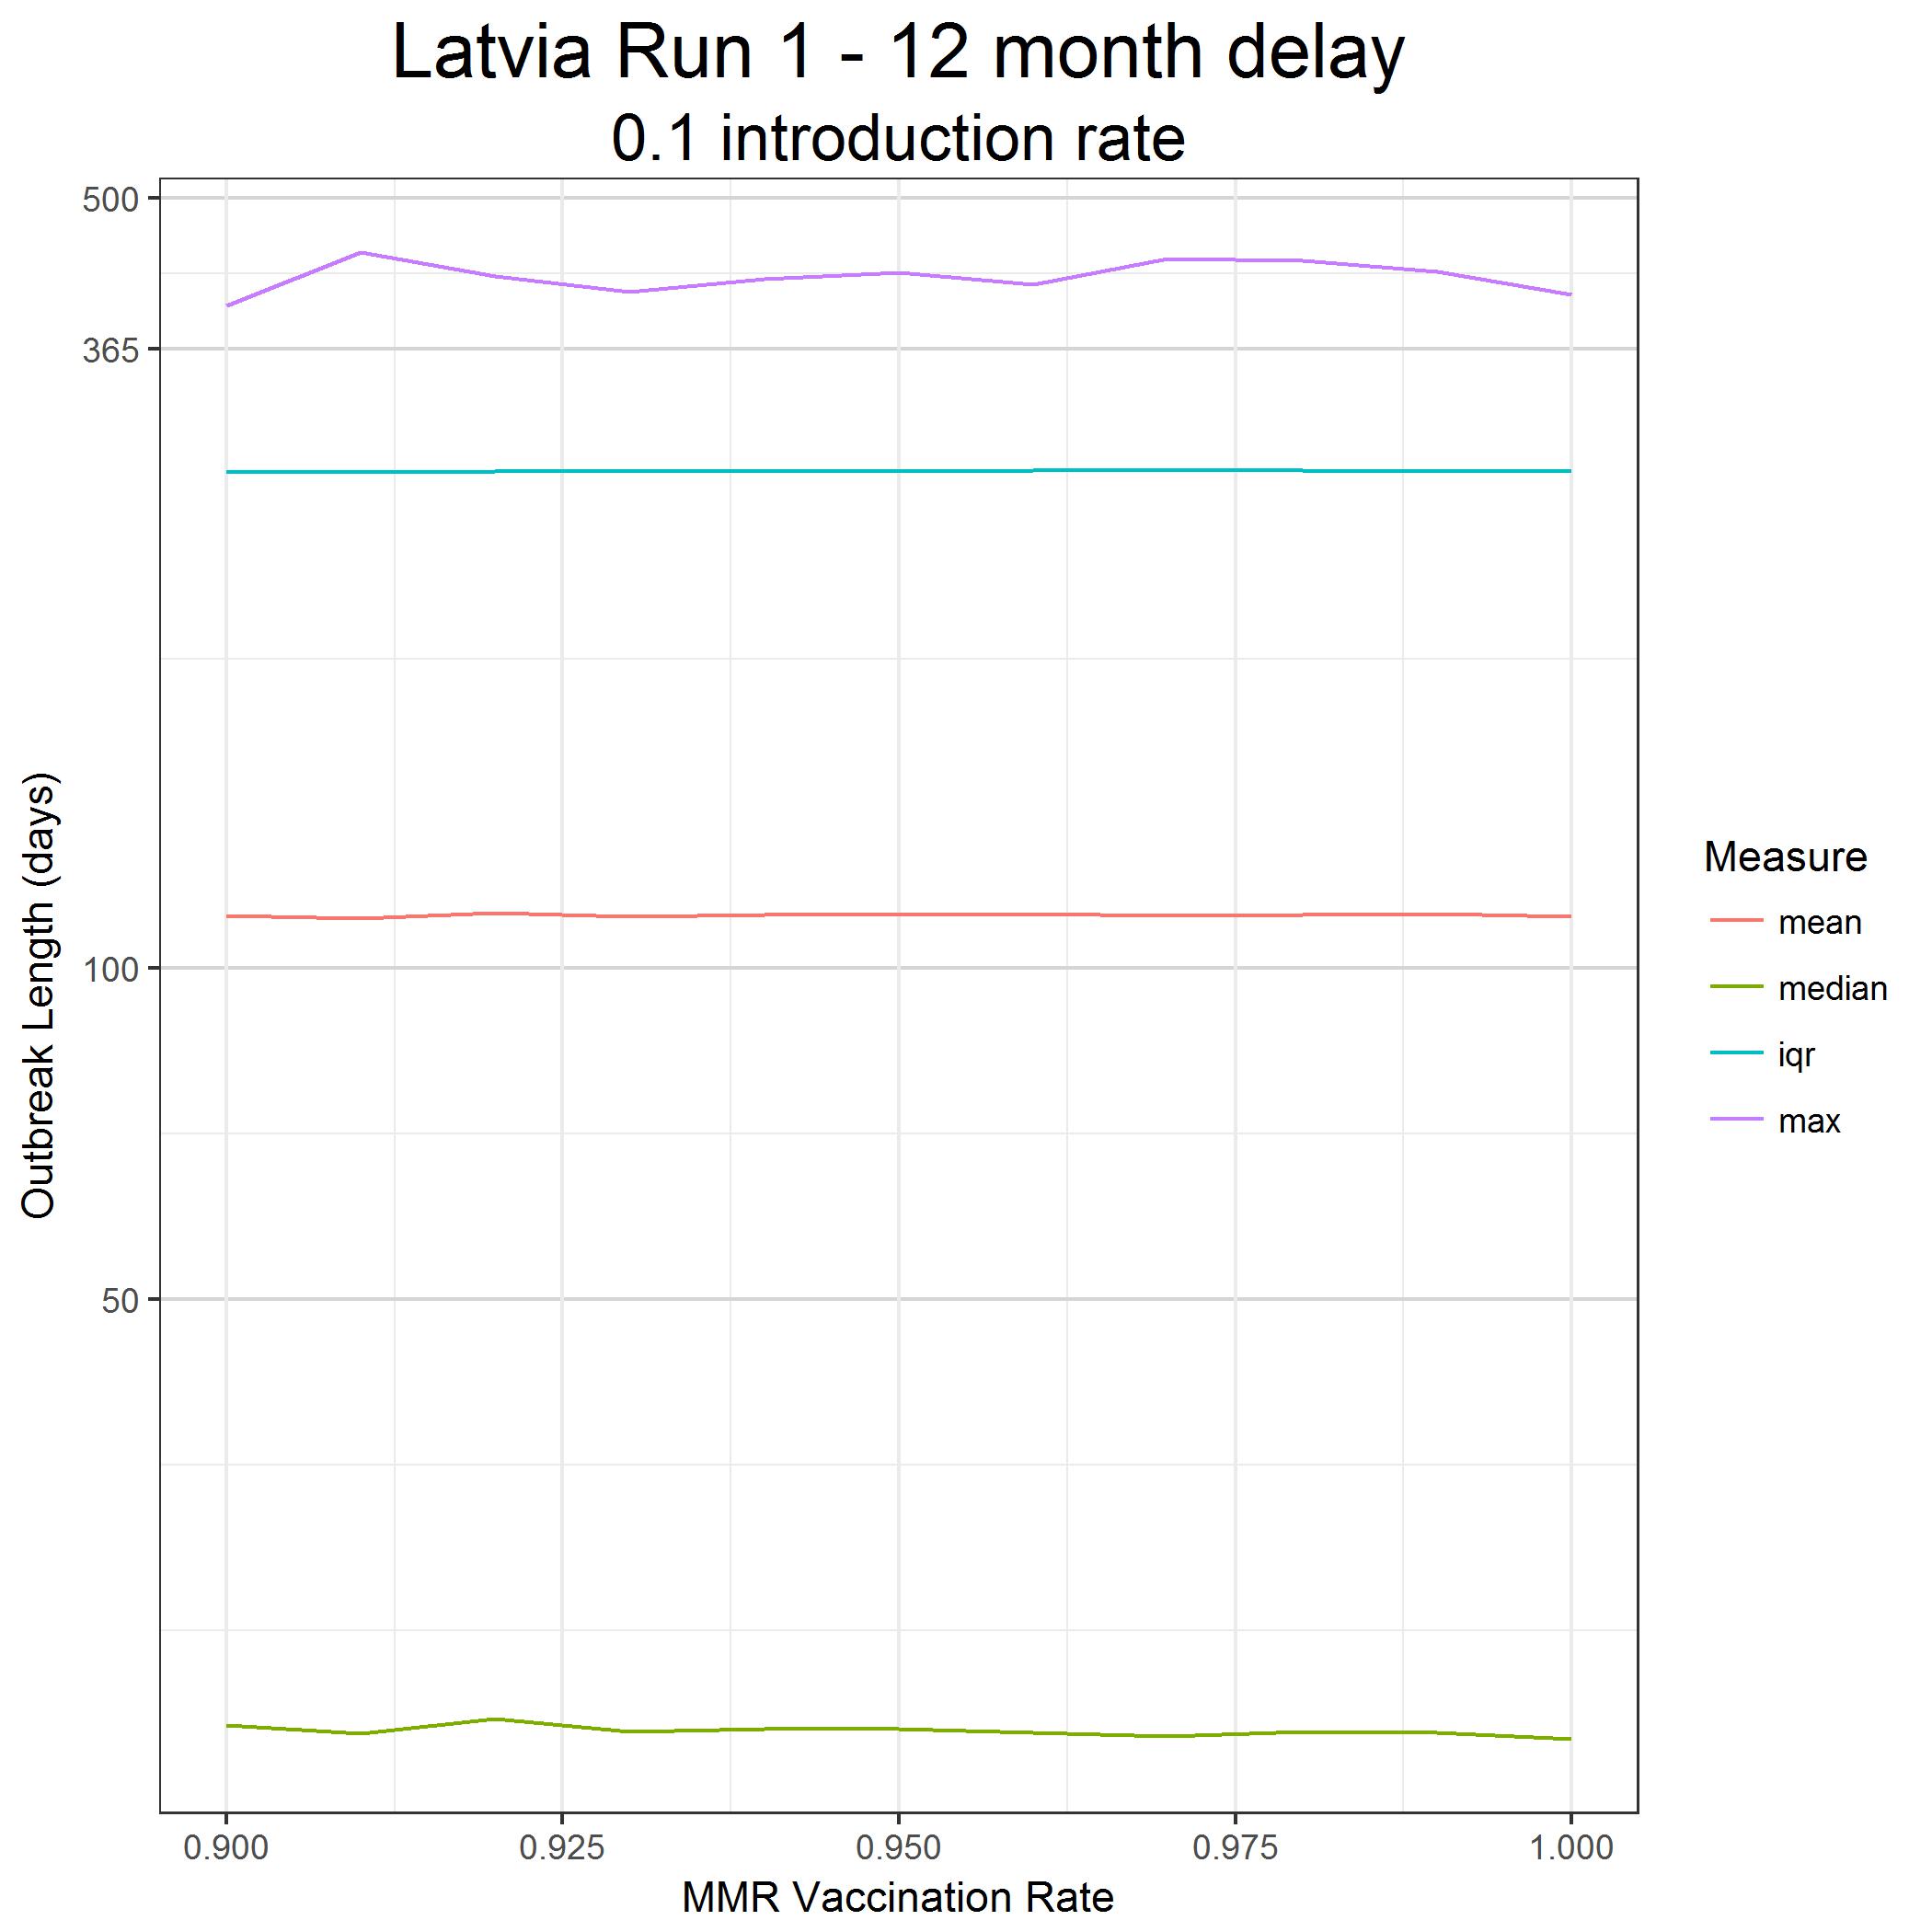 Latvia Run 1 - 12 month delay
0.1 introduction rate
500
365
100
50
Outbreak Length (days)
0.900
0.925
0.950
0.975
1.000
MMR Vaccination Rate
Measure
mean
median
iqr
max